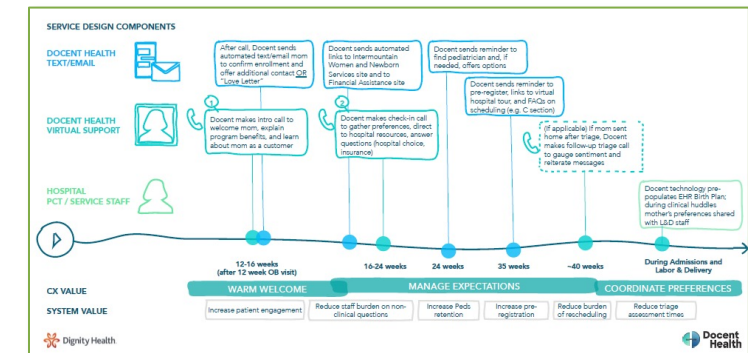 SERVICE DESIGN COMPONENTS
DOCENT HEALTH
TEXT/EMAIL
After call, Docent sends
automated text/email mom
to confirm enrollment and
offer additional contact OR
"Love Letter"
Docent sends automated
links to Intermountain
Women and Newborn
Services site and to
Financial Assistance site
Docent sends reminder to
find pediatrician and, if
needed, offers options
Docent sends reminder to
pre-register, links to virtual
hospital tour, and FAQs on
scheduling (e.g. C section)
DOCENT HEALTH
VIRTUAL SUPPORT
1
Docent makes intro call to
welcome mom, explain
program benefits, and learn
about mom as a customer
2
Docent makes check-in call
to gather preferences, direct
to hospital resources, answer
questions (hospital choice,
insurance)
(If applicable) If mom sent
home after triage, Docent
makes follow-up triage call
to gauge sentiment and
reiterate messages
HOSPITAL
PCT / SERVICE STAFF
Docent technology pre-
populates EHR Birth Plan;
during clinical huddles
mother's preferences shared
with L&D staff
12-16 weeks
(after 12 week OB visit)
16-24 weeks
24 weeks
35 weeks
~40 weeks
During Admissions and
Labor & Delivery
CX VALUE
WARM WELCOME
MANAGE EXPECTATIONS
COORDINATE PREFERENCES
SYSTEM VALUE
Increase patient engagement
Reduce staff burden on non-
clinical questions
Increase Peds
retention
Increase pre-
registration
Reduce burden
of rescheduling
Reduce triage
assessment times
Dignity Health
Docent
Health